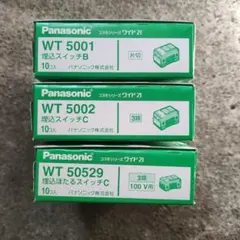 Panasonic
コスモシリーズワイド21
WT 5001
埋込スイッチB
片切
10コ入
パナソニック株式会社
Panasonic
コスモシリーズワイド21
WT 5002
埋込スイッチC
3路
10コ入
パナソニック株式会社
Panasonic
コスモシリーズワイド21
WT 50529
埋込ほたるスイッチC
3路
100 V用
10コ入
パナソニック株式会社